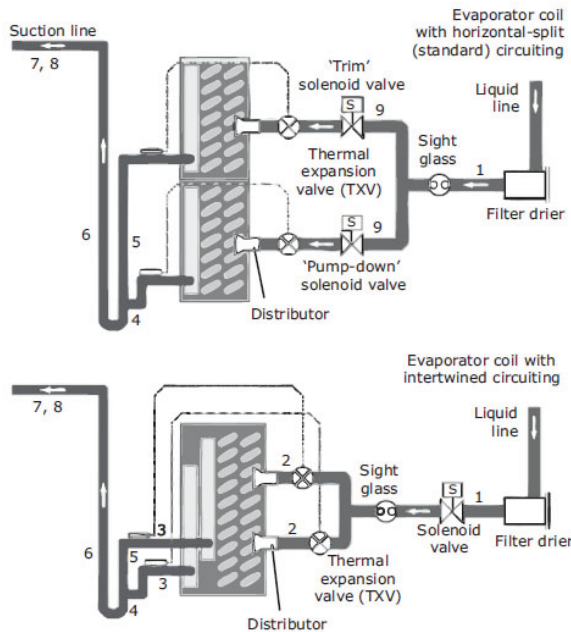 Evaporator coil
with horizontal-split
(standard) circuiting
Suction line
7, 8
'Trim'
solenoid valve
S
9
Liquid
line
Sight
glass
1
Thermal
expansion
valve (TXV)
Filter drier
6
5
S
9
'Pump-down'
solenoid valve
4
Distributor
Evaporator coil with
intertwined circuiting
7, 8
Liquid
line
2
Sight
glass
S
1
3
2
Solenoid
valve
Filter drier
6
5
3
4
Thermal
expansion
valve (TXV)
Distributor